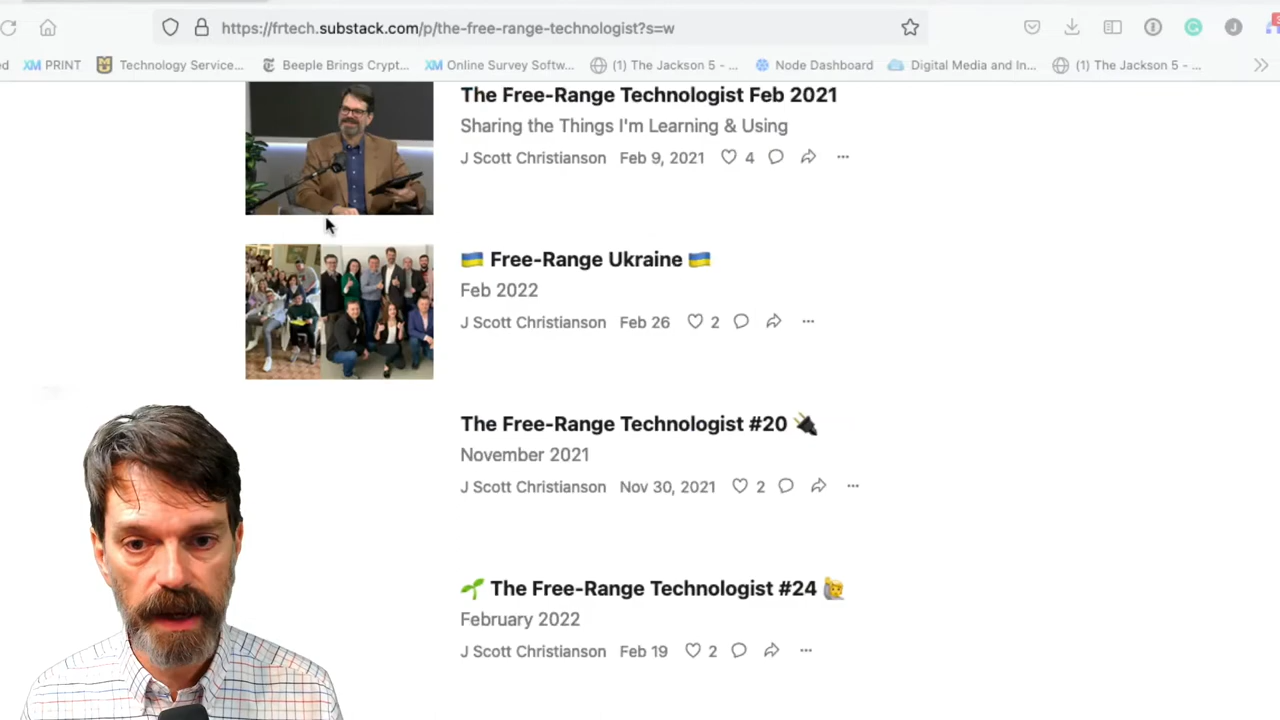 https://frtech.substack.com/p/the-free-range-technologist?s=w
ed XM PRINT Technology Service... Beeple Brings Crypt... XM Online Survey Softw... (1) The Jackson 5 - ... Node Dashboard Digital Media and In... (1) The Jackson 5 - ...
The Free-Range Technologist Feb 2021
Sharing the Things I'm Learning & Using
J Scott Christianson Feb 9, 2021 4
🇺🇦 Free-Range Ukraine 🇺🇦
Feb 2022
J Scott Christianson Feb 26 2
The Free-Range Technologist #20 🔌
November 2021
J Scott Christianson Nov 30, 2021 2
🌱 The Free-Range Technologist #24 🙋
February 2022
J Scott Christianson Feb 19 2